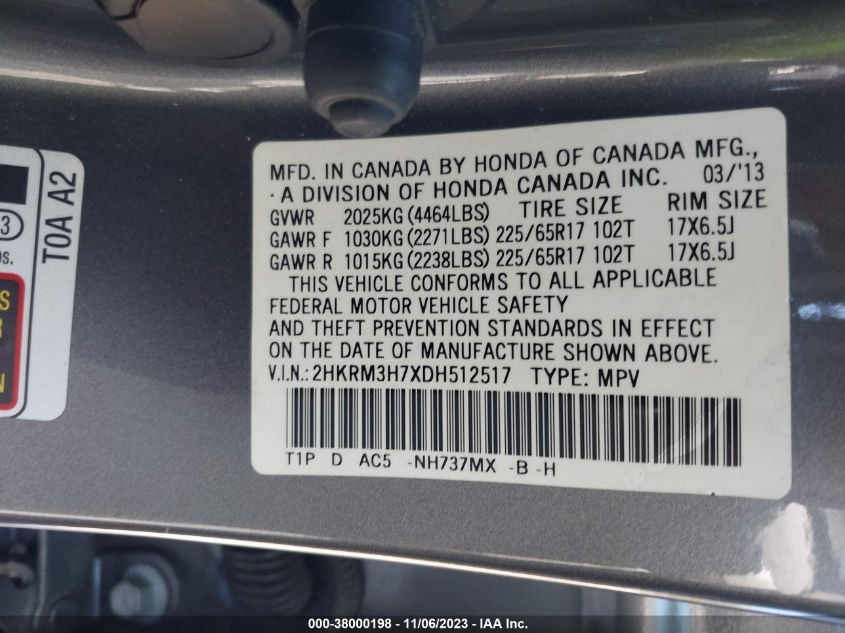 MFD. IN CANADA BY HONDA OF CANADA MFG.,
·A DIVISION OF HONDA CANADA INC. 03/'13
GVWR 2025KG(4464LBS) TIRE SIZE RIM SIZE
GAWR F 1030KG(2271LBS) 225/65R17 102T 17X6.5J
GAWR R 1015KG(2238LBS) 225/65R17 102T 17X6.5J
THIS VEHICLE CONFORMS TO ALL APPLICABLE
FEDERAL MOTOR VEHICLE SAFETY
AND THEFT PREVENTION STANDARDS IN EFFECT
ON THE DATE OF MANUFACTURE SHOWN ABOVE.
V.I.N.:2HKRM3H7XDH512517 TYPE:MPV
T1P D AC5 -NH737MX -B -H
TOA A2
3
S
N
000-38000198 - 11/06/2023 - IAA Inc.